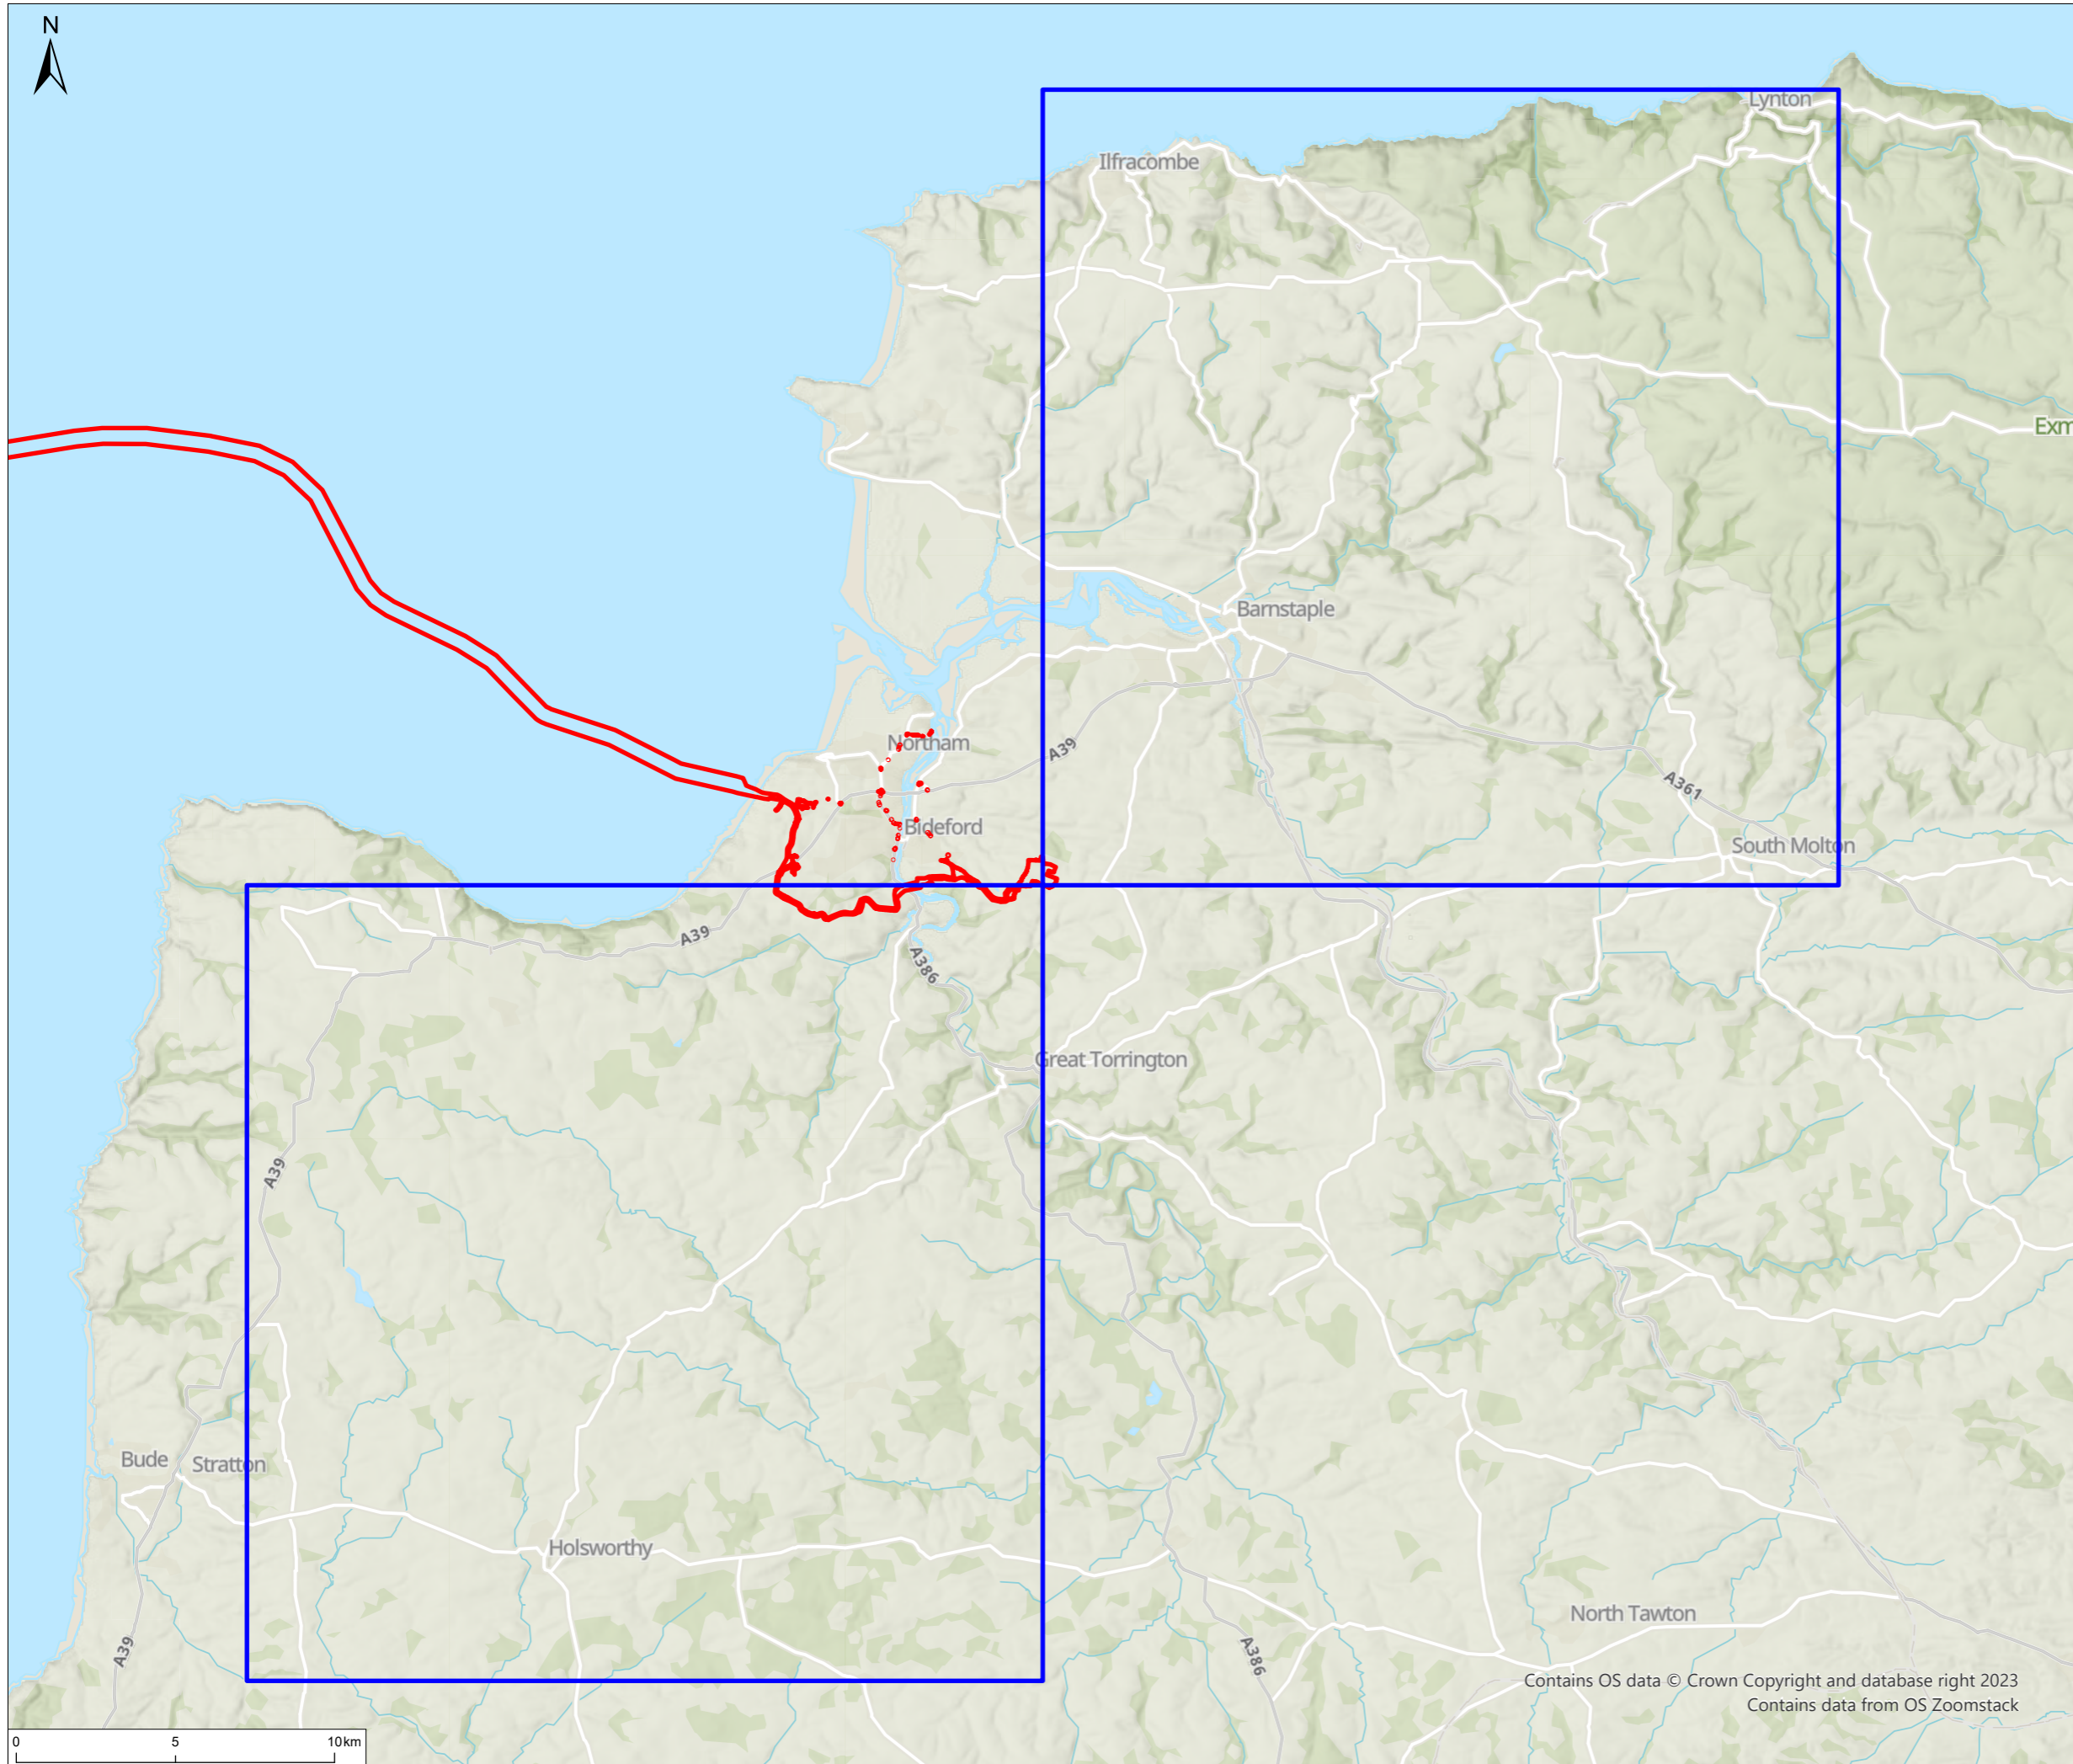 N
Lynton
Ilfracombe
Exm
Barnstaple
Northam
A39
A361
Bideford
South Molton
A39
A386
Great Torrington
A39
Bude
Stratton
Holsworthy
North Tawton
A39
A386
Contains OS data © Crown Copyright and database right 2023
Contains data from OS Zoomstack
0 5 10km